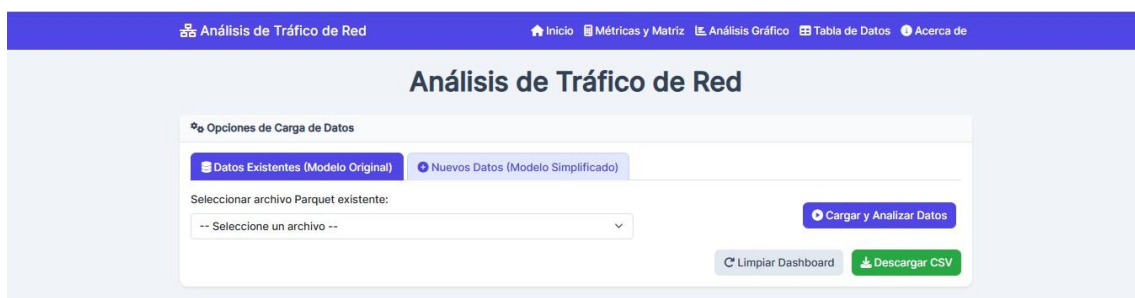 Análisis de Tráfico de Red
Inicio Métricas y Matriz Análisis Gráfico Tabla de Datos Acerca de
Análisis de Tráfico de Red
Opciones de Carga de Datos
Datos Existentes (Modelo Original)
Nuevos Datos (Modelo Simplificado)
Seleccionar archivo Parquet existente:
-- Seleccione un archivo --
Cargar y Analizar Datos
Limpiar Dashboard
Descargar CSV